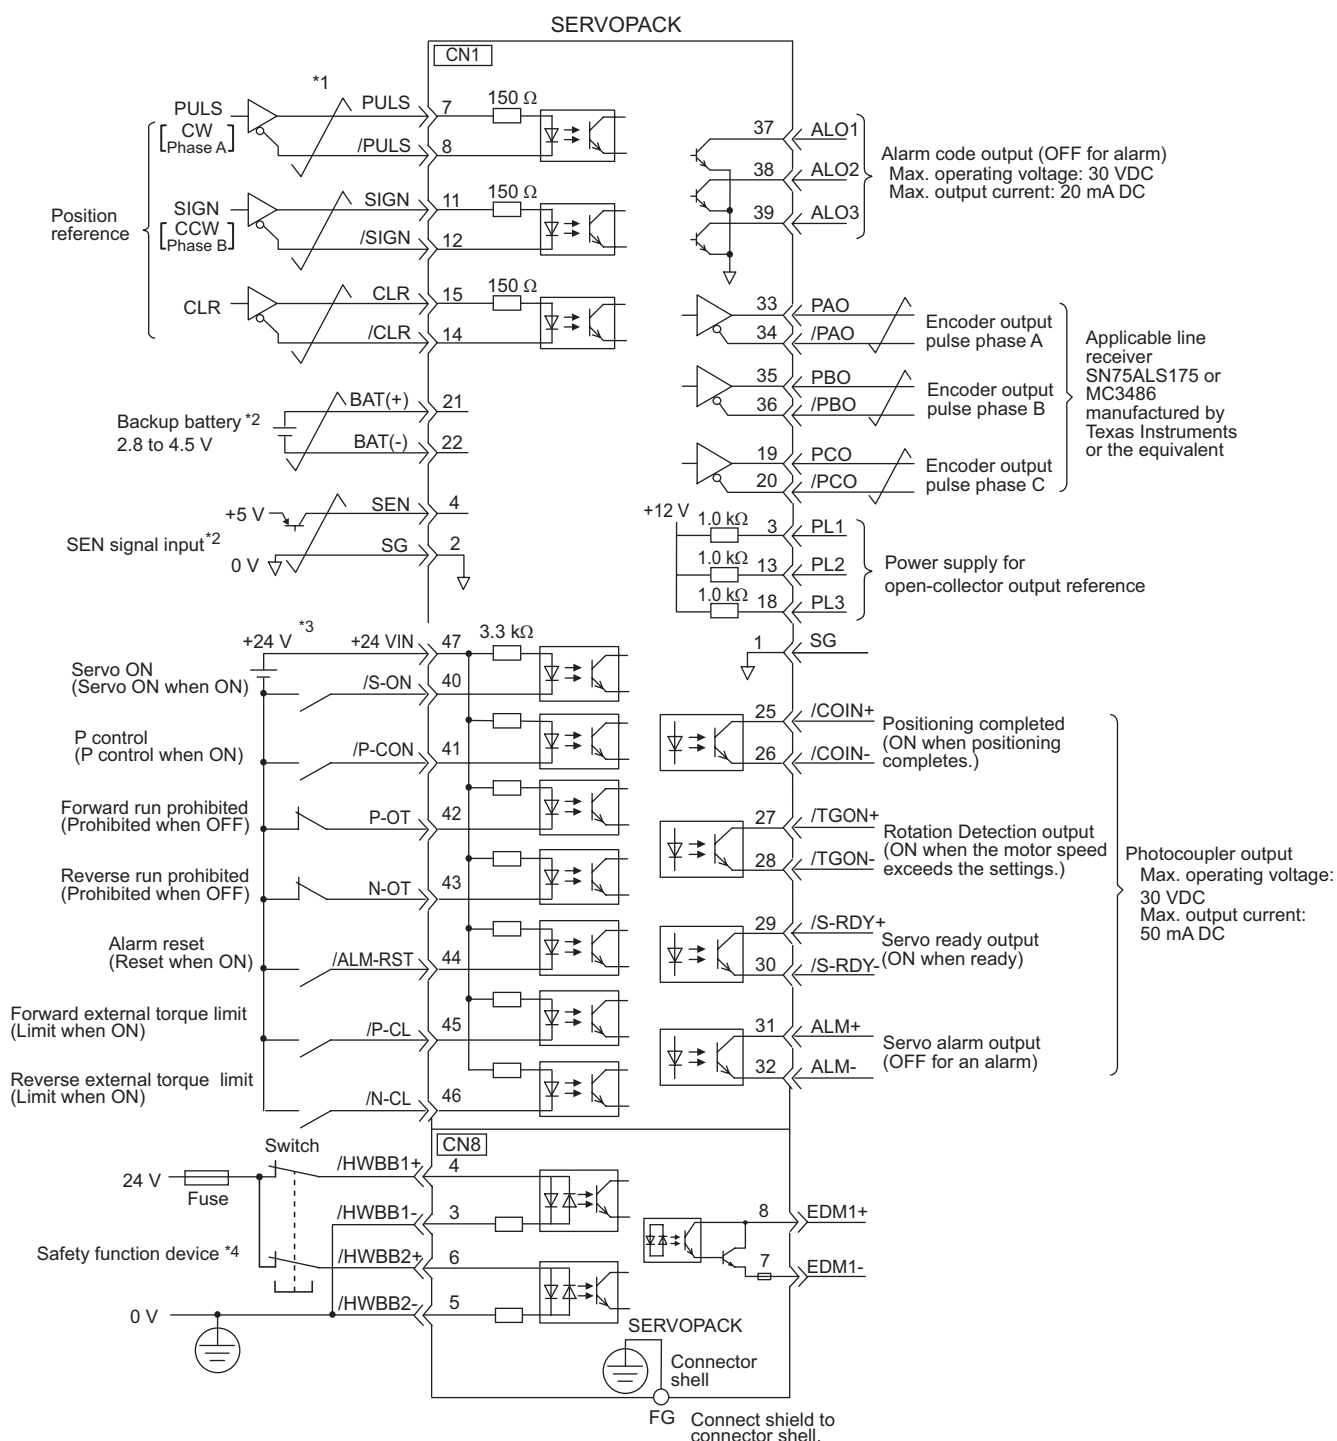 SERVOPACK
CN1
*1
PULS
CW
Phase A
PULS
7
150 Ω
/PULS
8
Position
reference
SIGN
CCW
Phase B
SIGN
11
150 Ω
/SIGN
12
CLR
CLR
15
150 Ω
/CLR
14
Backup battery *2
2.8 to 4.5 V
BAT(+)
21
BAT(-)
22
SEN signal input*2
+5 V
SEN
4
0 V
SG
2
+24 V
*3
+24 VIN
47
3.3 kΩ
Servo ON
(Servo ON when ON)
/S-ON
40
P control
(P control when ON)
/P-CON
41
Forward run prohibited
(Prohibited when OFF)
P-OT
42
Reverse run prohibited
(Prohibited when OFF)
N-OT
43
Alarm reset
(Reset when ON)
/ALM-RST
44
Forward external torque limit
(Limit when ON)
/P-CL
45
Reverse external torque limit
(Limit when ON)
/N-CL
46
37
ALO1
38
ALO2
39
ALO3
Alarm code output (OFF for alarm)
Max. operating voltage: 30 VDC
Max. output current: 20 mA DC
33
PAO
34
/PAO
Encoder output
pulse phase A
35
PBO
36
/PBO
Encoder output
pulse phase B
19
PCO
20
/PCO
Encoder output
pulse phase C
Applicable line
receiver
SN75ALS175 or
MC3486
manufactured by
Texas Instruments
or the equivalent
+12 V
1.0 kΩ
3
PL1
1.0 kΩ
13
PL2
1.0 kΩ
18
PL3
Power supply for
open-collector output reference
1
SG
25
/COIN+
26
/COIN-
Positioning completed
(ON when positioning
completes.)
27
/TGON+
28
/TGON-
Rotation Detection output
(ON when the motor speed
exceeds the settings.)
29
/S-RDY+
30
/S-RDY-
Servo ready output
(ON when ready)
31
ALM+
32
ALM-
Servo alarm output
(OFF for an alarm)
Photocoupler output
Max. operating voltage:
30 VDC
Max. output current:
50 mA DC
CN8
Switch
24 V
Fuse
/HWBB1+
4
/HWBB1-
3
Safety function device *4
/HWBB2+
6
0 V
/HWBB2-
5
8
EDM1+
7
EDM1-
SERVOPACK
Connector
shell
FG
Connect shield to
connector shell.